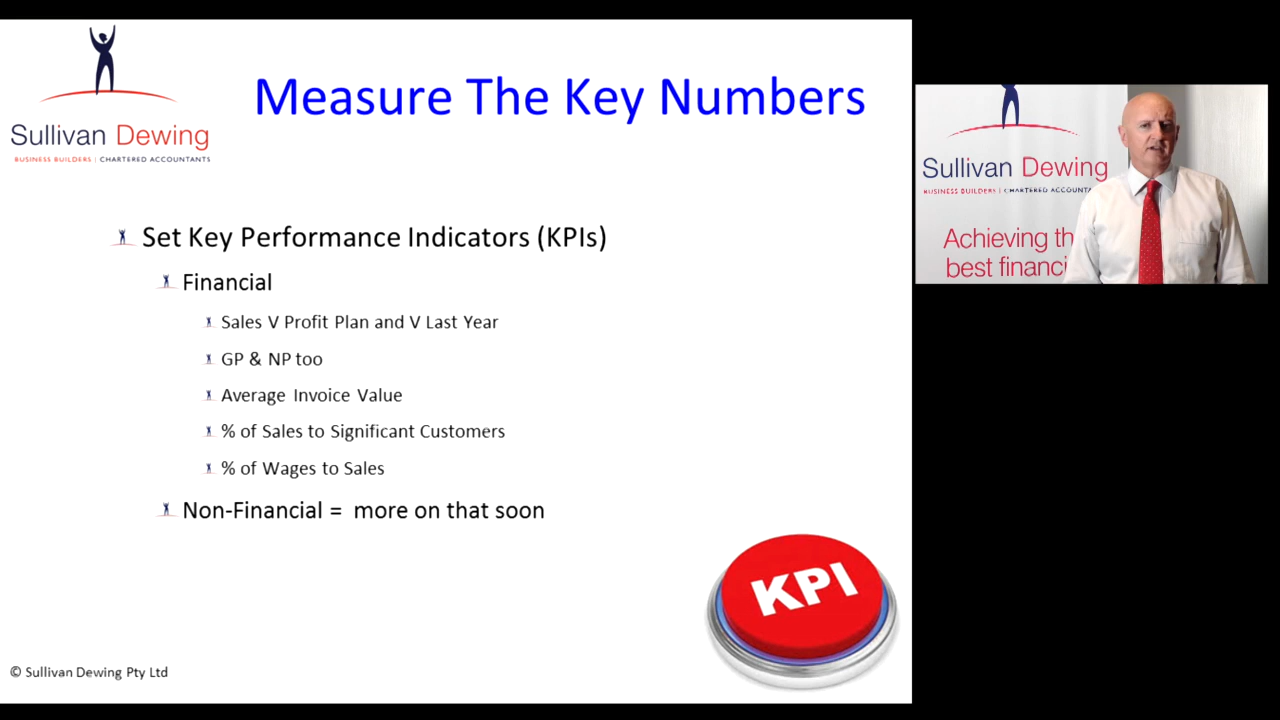 Sullivan Dewing
BUSINESS BUILDERS | CHARTERED ACCOUNTANTS
Measure The Key Numbers
Set Key Performance Indicators (KPIs)
Financial
Sales V Profit Plan and V Last Year
GP & NP too
Average Invoice Value
% of Sales to Significant Customers
% of Wages to Sales
Non-Financial = more on that soon
KPI
© Sullivan Dewing Pty Ltd
Sullivan Dewing
BUSINESS BUILDERS | CHARTERED ACCOUNTA
Achieving th
best financi